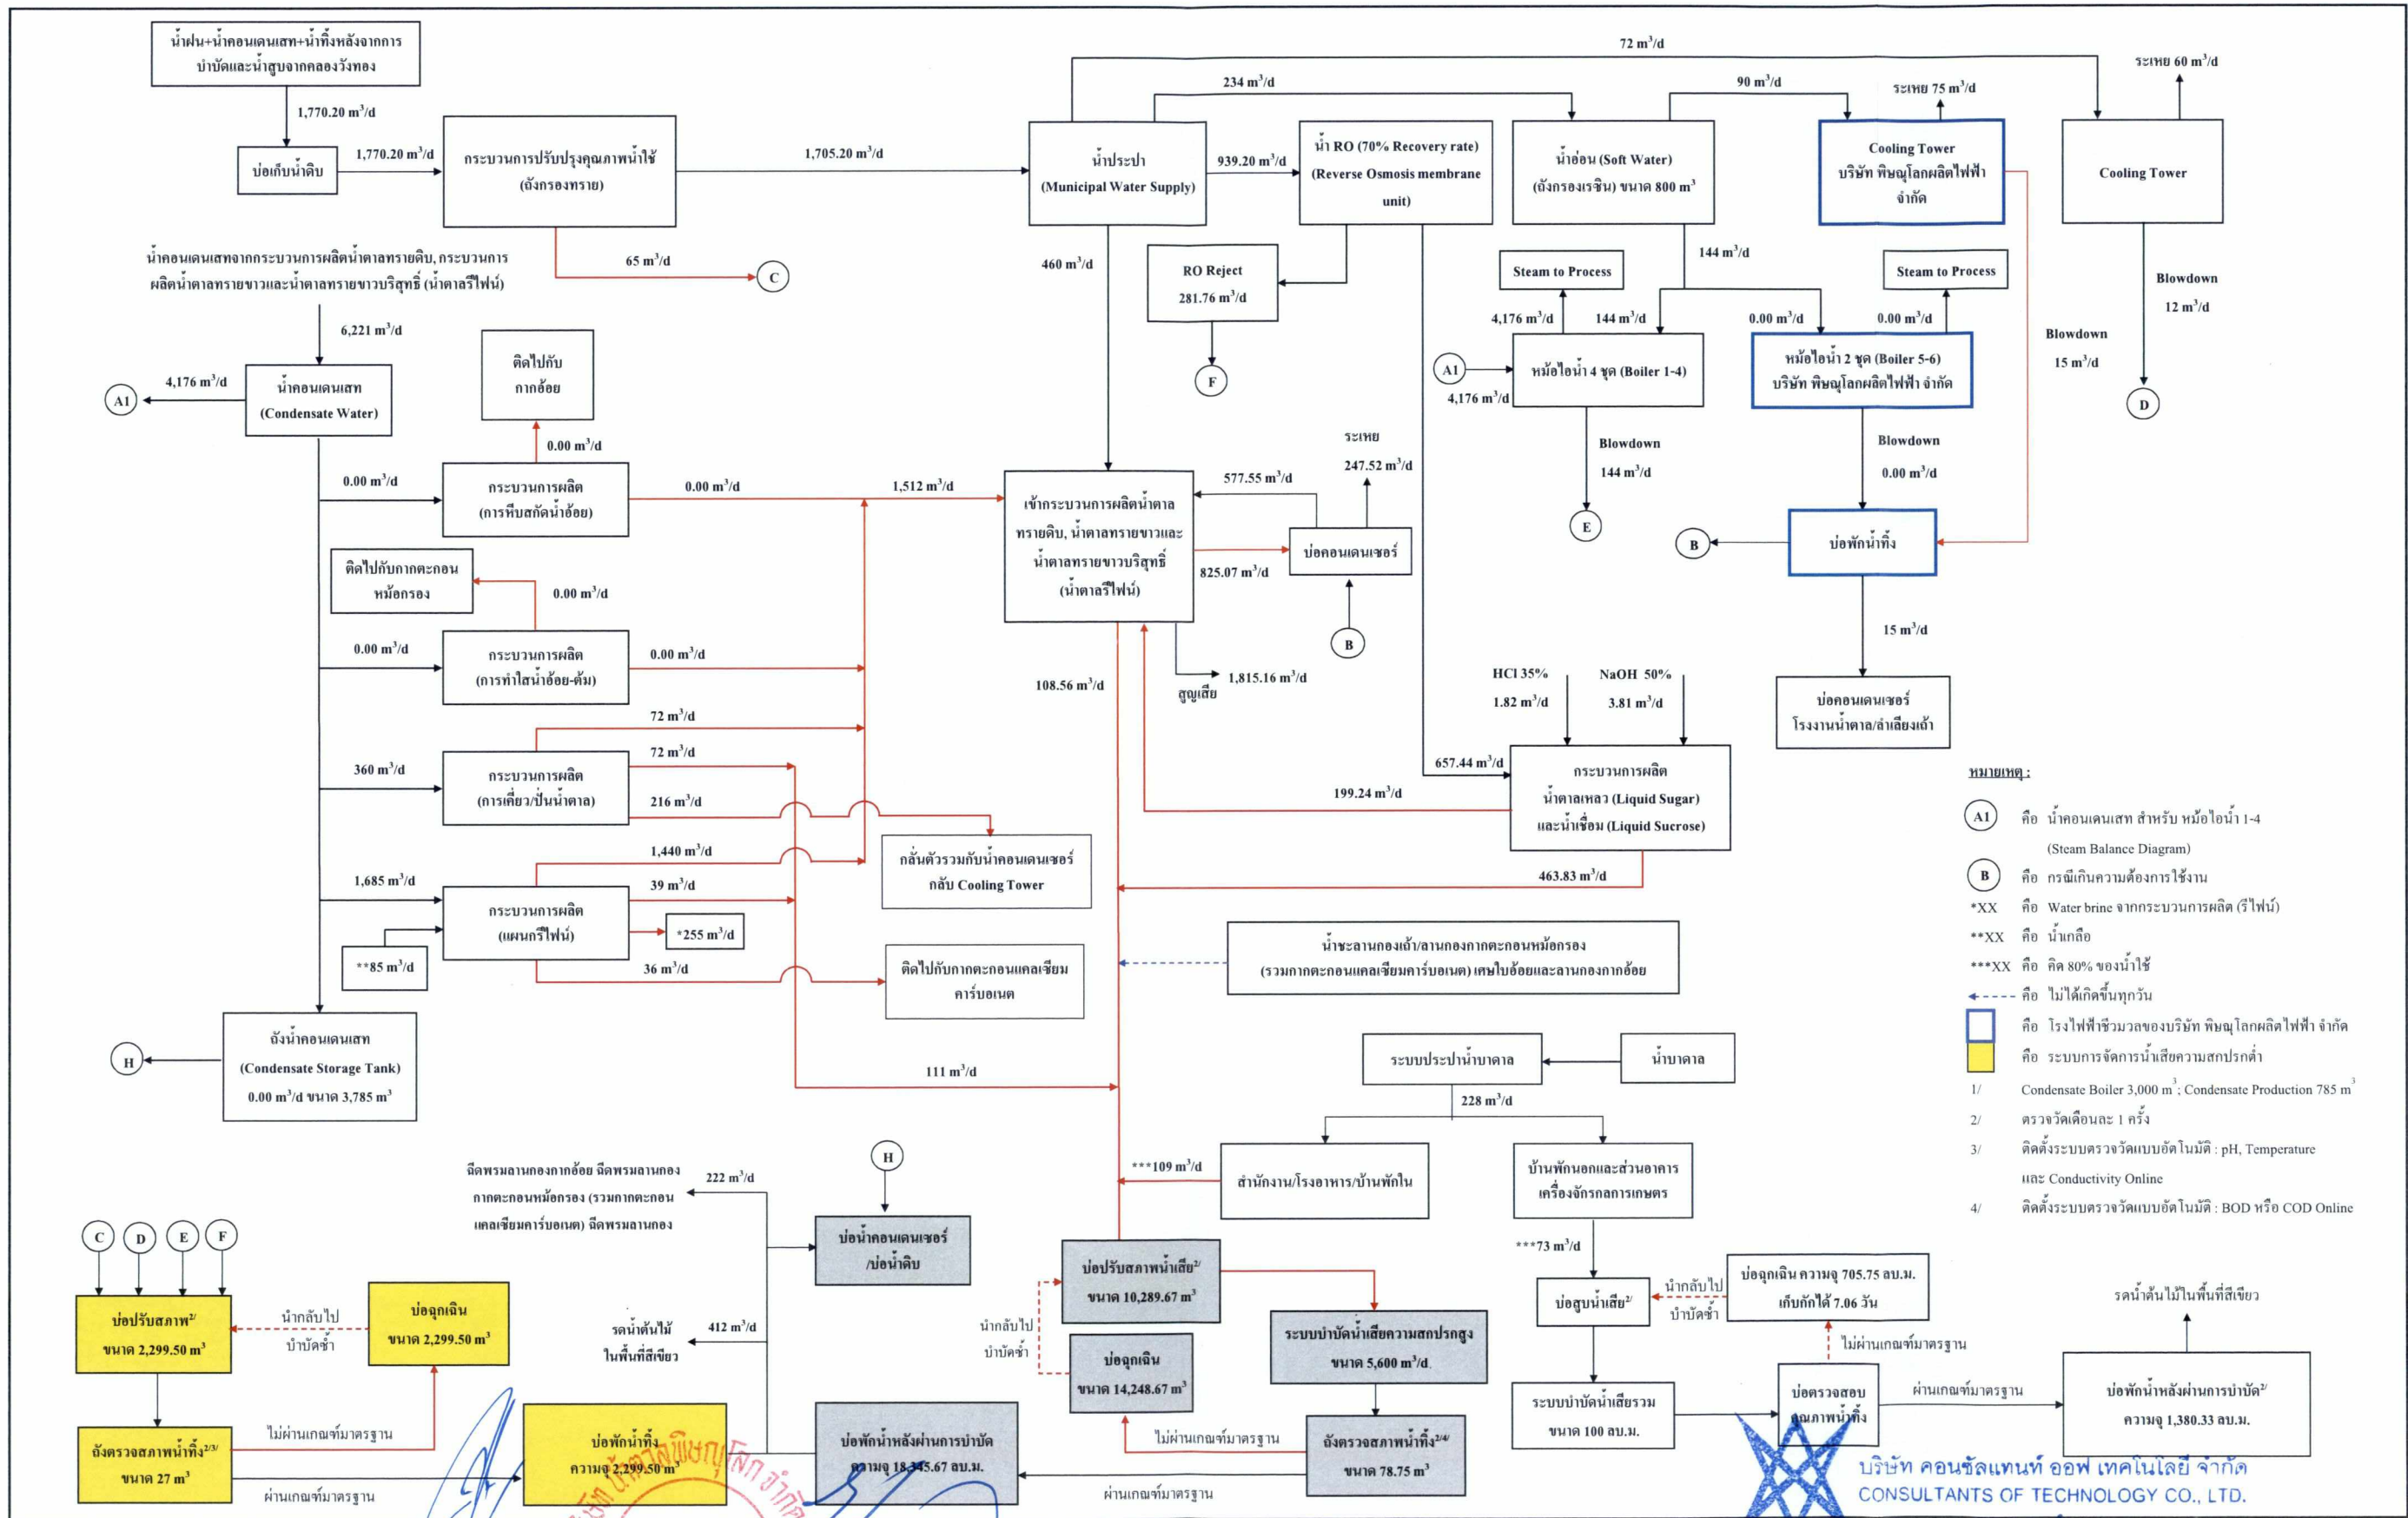 น้ำฝน+น้ำคอนเดนเสท+น้ำทิ้งหลังจากการ
บำบัดและน้ำสูบจากคลองวังทอง
1,770.20 m³/d
บ่อเก็บน้ำดิบ
1,770.20 m³/d
กระบวนการปรับปรุงคุณภาพน้ำใช้
(ถังกรองทราย)
65 m³/d
C
1,705.20 m³/d
น้ำประปา
(Municipal Water Supply)
72 m³/d
234 m³/d
939.20 m³/d
460 m³/d
น้ำ RO (70% Recovery rate)
(Reverse Osmosis membrane
unit)
RO Reject
281.76 m³/d
F
น้ำอ่อน (Soft Water)
(ถังกรองเรซิน) ขนาด 800 m³
90 m³/d
144 m³/d
ระเหย 75 m³/d
Cooling Tower
บริษัท พิษณุโลกผลิตไฟฟ้า
จำกัด
ระเหย 60 m³/d
Cooling Tower
Blowdown
12 m³/d
D
Blowdown
15 m³/d
Steam to Process
4,176 m³/d
144 m³/d
A1
4,176 m³/d
หม้อไอน้ำ 4 ชุด (Boiler 1-4)
Blowdown
144 m³/d
E
Steam to Process
0.00 m³/d
0.00 m³/d
หม้อไอน้ำ 2 ชุด (Boiler 5-6)
บริษัท พิษณุโลกผลิตไฟฟ้า จำกัด
Blowdown
0.00 m³/d
B
บ่อพักน้ำทิ้ง
15 m³/d
บ่อคอนเดนเซอร์
โรงงานน้ำตาล/ลำเลียงเถ้า
น้ำคอนเดนเสทจากกระบวนการผลิตน้ำตาลทรายดิบ, กระบวนการ
ผลิตน้ำตาลทรายขาวและน้ำตาลทรายขาวบริสุทธิ์ (น้ำตาลรีไฟน์)
6,221 m³/d
A1
4,176 m³/d
น้ำคอนเดนเสท
(Condensate Water)
ติดไปกับ
กากอ้อย
0.00 m³/d
0.00 m³/d
กระบวนการผลิต
(การหีบสกัดน้ำอ้อย)
0.00 m³/d
1,512 m³/d
ติดไปกับกากตะกอน
หม้อกรอง
0.00 m³/d
0.00 m³/d
กระบวนการผลิต
(การทำใสน้ำอ้อย-ต้ม)
0.00 m³/d
360 m³/d
กระบวนการผลิต
(การเคี่ยว/ปั่นน้ำตาล)
72 m³/d
72 m³/d
216 m³/d
กลั่นตัวรวมกับน้ำคอนเดนเซอร์
กลับ Cooling Tower
1,685 m³/d
กระบวนการผลิต
(แผนกรีไฟน์)
1,440 m³/d
39 m³/d
*255 m³/d
**85 m³/d
36 m³/d
ติดไปกับกากตะกอนแคลเซียม
คาร์บอเนต
เข้ากระบวนการผลิตน้ำตาล
ทรายดิบ, น้ำตาลทรายขาวและ
น้ำตาลทรายขาวบริสุทธิ์
(น้ำตาลรีไฟน์)
577.55 m³/d
ระเหย
247.52 m³/d
บ่อคอนเดนเซอร์
825.07 m³/d
B
108.56 m³/d
สูญเสีย
1,815.16 m³/d
HCl 35%
1.82 m³/d
NaOH 50%
3.81 m³/d
657.44 m³/d
กระบวนการผลิต
น้ำตาลเหลว (Liquid Sugar)
และน้ำเชื่อม (Liquid Sucrose)
199.24 m³/d
463.83 m³/d
น้ำชะลานกองเถ้า/ลานกองกากตะกอนหม้อกรอง
(รวมกากตะกอนแคลเซียมคาร์บอเนต) เศษใบอ้อยและลานกองกากอ้อย
ถังน้ำคอนเดนเสท
(Condensate Storage Tank)
0.00 m³/d ขนาด 3,785 m³
H
111 m³/d
ระบบประปาน้ำบาดาล
น้ำบาดาล
228 m³/d
***109 m³/d
สำนักงาน/โรงอาหาร/บ้านพักใน
บ้านพักนอกและส่วนอาคาร
เครื่องจักรกลการเกษตร
***73 m³/d
บ่อสูบน้ำเสีย²/
นำกลับไป
บำบัดซ้ำ
บ่อฉุกเฉิน ความจุ 705.75 ลบ.ม.
เก็บกักได้ 7.06 วัน
ไม่ผ่านเกณฑ์มาตรฐาน
ระบบบำบัดน้ำเสียรวม
ขนาด 100 ลบ.ม.
บ่อตรวจสอบ
คุณภาพน้ำทิ้ง
ผ่านเกณฑ์มาตรฐาน
รดน้ำต้นไม้ในพื้นที่สีเขียว
บ่อพักน้ำหลังผ่านการบำบัด²/
ความจุ 1,380.33 ลบ.ม.
ฉีดพรมลานกองกากอ้อย ฉีดพรมลานกอง
กากตะกอนหม้อกรอง (รวมกากตะกอน
แคลเซียมคาร์บอเนต) ฉีดพรมลานกอง
222 m³/d
H
บ่อน้ำคอนเดนเซอร์
/บ่อน้ำดิบ
รดน้ำต้นไม้
ในพื้นที่สีเขียว
412 m³/d
C
D
E
F
บ่อปรับสภาพ²/
ขนาด 2,299.50 m³
นำกลับไป
บำบัดซ้ำ
บ่อฉุกเฉิน
ขนาด 2,299.50 m³
ถังตรวจสภาพน้ำทิ้ง²/³/
ขนาด 27 m³
ไม่ผ่านเกณฑ์มาตรฐาน
ผ่านเกณฑ์มาตรฐาน
บ่อพักน้ำทิ้ง
ความจุ 2,299.50 m³
บ่อพักน้ำหลังผ่านการบำบัด
ความจุ 18,345.67 ลบ.ม.
บ่อปรับสภาพน้ำเสีย²/
ขนาด 10,289.67 m³
นำกลับไป
บำบัดซ้ำ
บ่อฉุกเฉิน
ขนาด 14,248.67 m³
ระบบบำบัดน้ำเสียความสกปรกสูง
ขนาด 5,600 m³/d.
ไม่ผ่านเกณฑ์มาตรฐาน
ถังตรวจสภาพน้ำทิ้ง²/⁴/
ขนาด 78.75 m³
ผ่านเกณฑ์มาตรฐาน
หมายเหตุ :
A1 คือ น้ำคอนเดนเสท สำหรับ หม้อไอน้ำ 1-4
(Steam Balance Diagram)
B คือ กรณีเกินความต้องการใช้งาน
*XX คือ Water brine จากกระบวนการผลิต (รีไฟน์)
**XX คือ น้ำเกลือ
***XX คือ คิด 80% ของน้ำใช้
คือ ไม่ได้เกิดขึ้นทุกวัน
คือ โรงไฟฟ้าชีวมวลของบริษัท พิษณุโลกผลิตไฟฟ้า จำกัด
คือ ระบบการจัดการน้ำเสียความสกปรกต่ำ
1/ Condensate Boiler 3,000 m³ ; Condensate Production 785 m³
2/ ตรวจวัดเดือนละ 1 ครั้ง
3/ ติดตั้งระบบตรวจวัดแบบอัตโนมัติ : pH, Temperature
และ Conductivity Online
4/ ติดตั้งระบบตรวจวัดแบบอัตโนมัติ : BOD หรือ COD Online
บริษัท คอนซัลแทนท์ ออฟ เทคโนโลยี จำกัด
CONSULTANTS OF TECHNOLOGY CO., LTD.
บริษัท น้ำตาลพิษณุโลก จำกัด